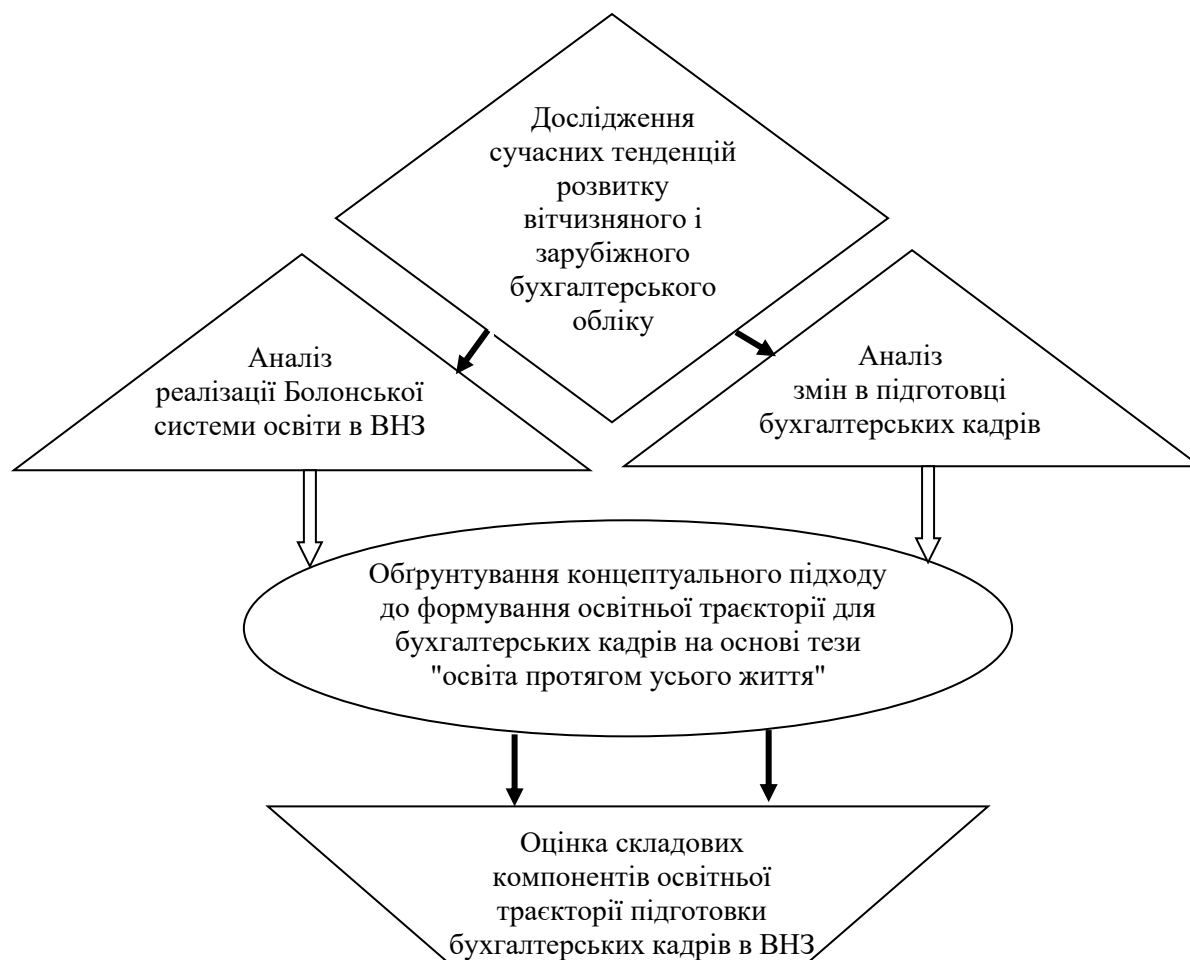 Дослідження
сучасних тенденцій
розвитку
вітчизняного і
зарубіжного
бухгалтерського
обліку
Аналіз
реалізації Болонської
системи освіти в ВНЗ
Аналіз
змін в підготовці
бухгалтерських кадрів
Обґрунтування концептуального підходу
до формування освітньої траєкторії для
бухгалтерських кадрів на основі тези
"освіта протягом усього життя"
Оцінка складових
компонентів освітньої
траєкторії підготовки
бухгалтерських кадрів в ВНЗ